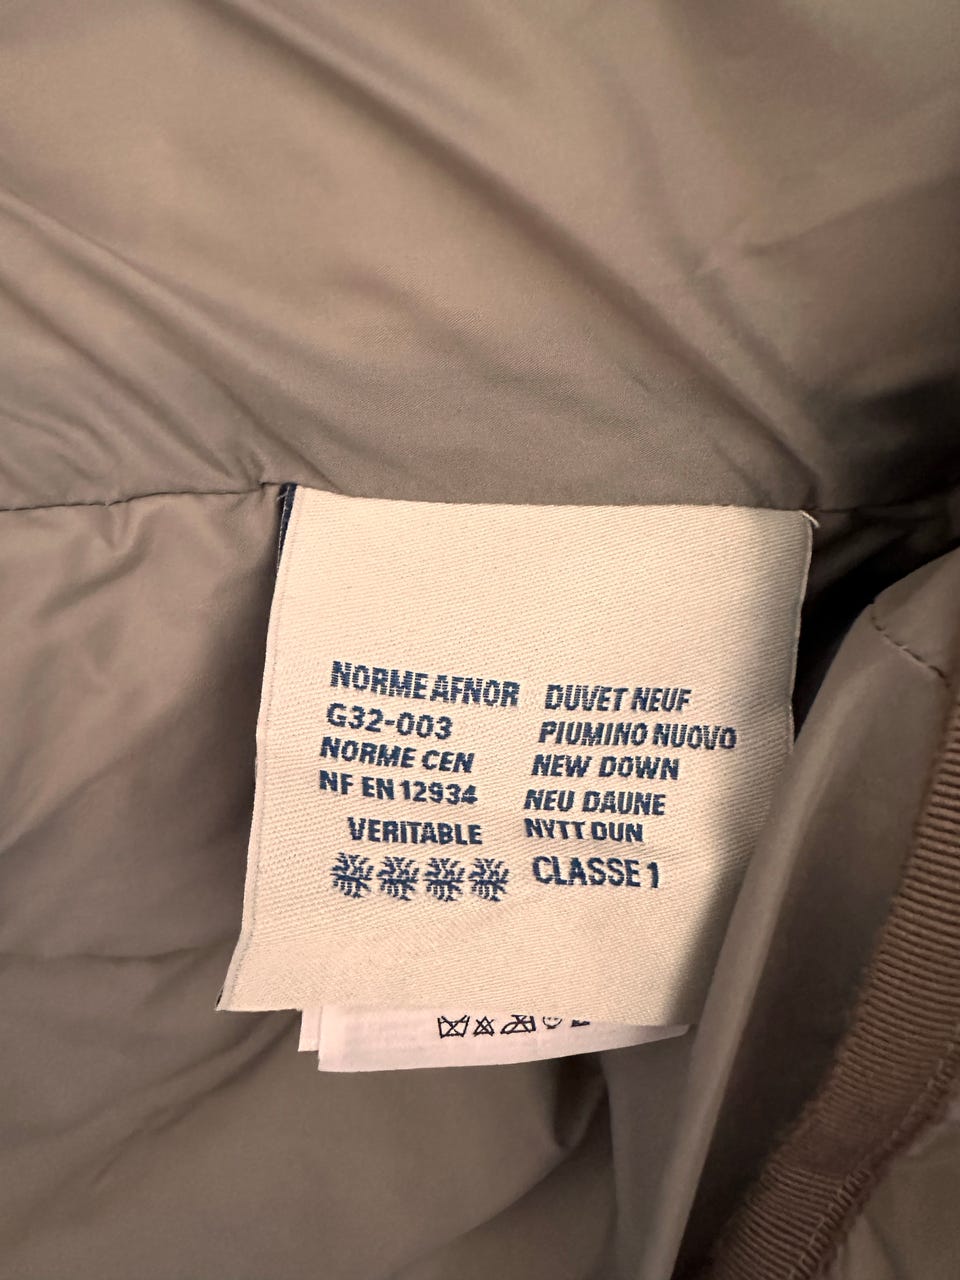 NORME AFNOR
G32-003
NORME CEN
NF EN 12934
VERITABLE
DUVET NEUF
PIUMINO NUOVO
NEW DOWN
NEU DAUNE
NYTT DUN
CLASSE 1